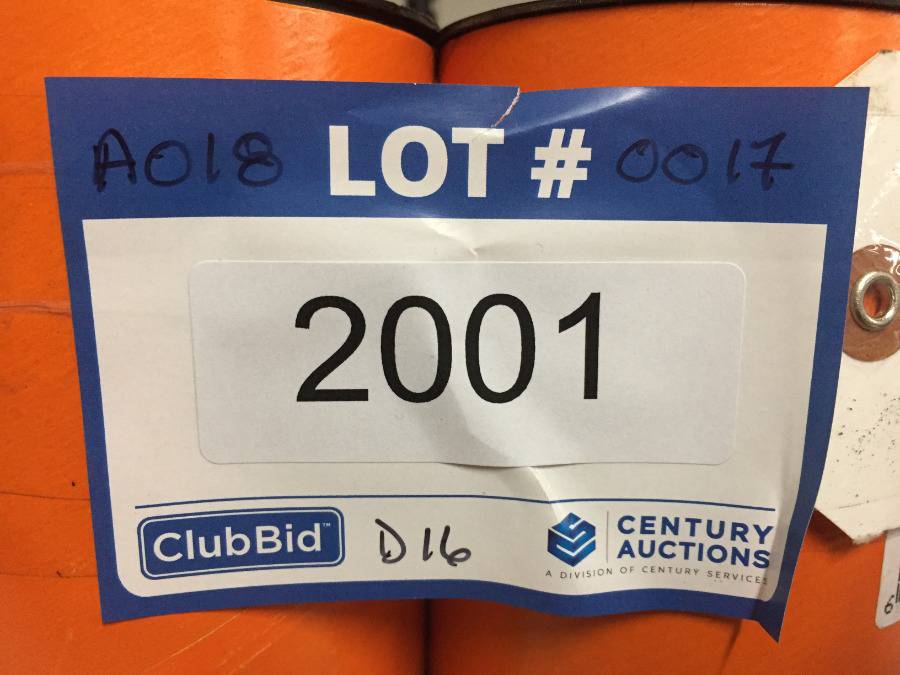 A018 LOT # 0017
2001
ClubBid™ D16 CENTURY AUCTIONS
A DIVISION OF CENTURY SERVICES